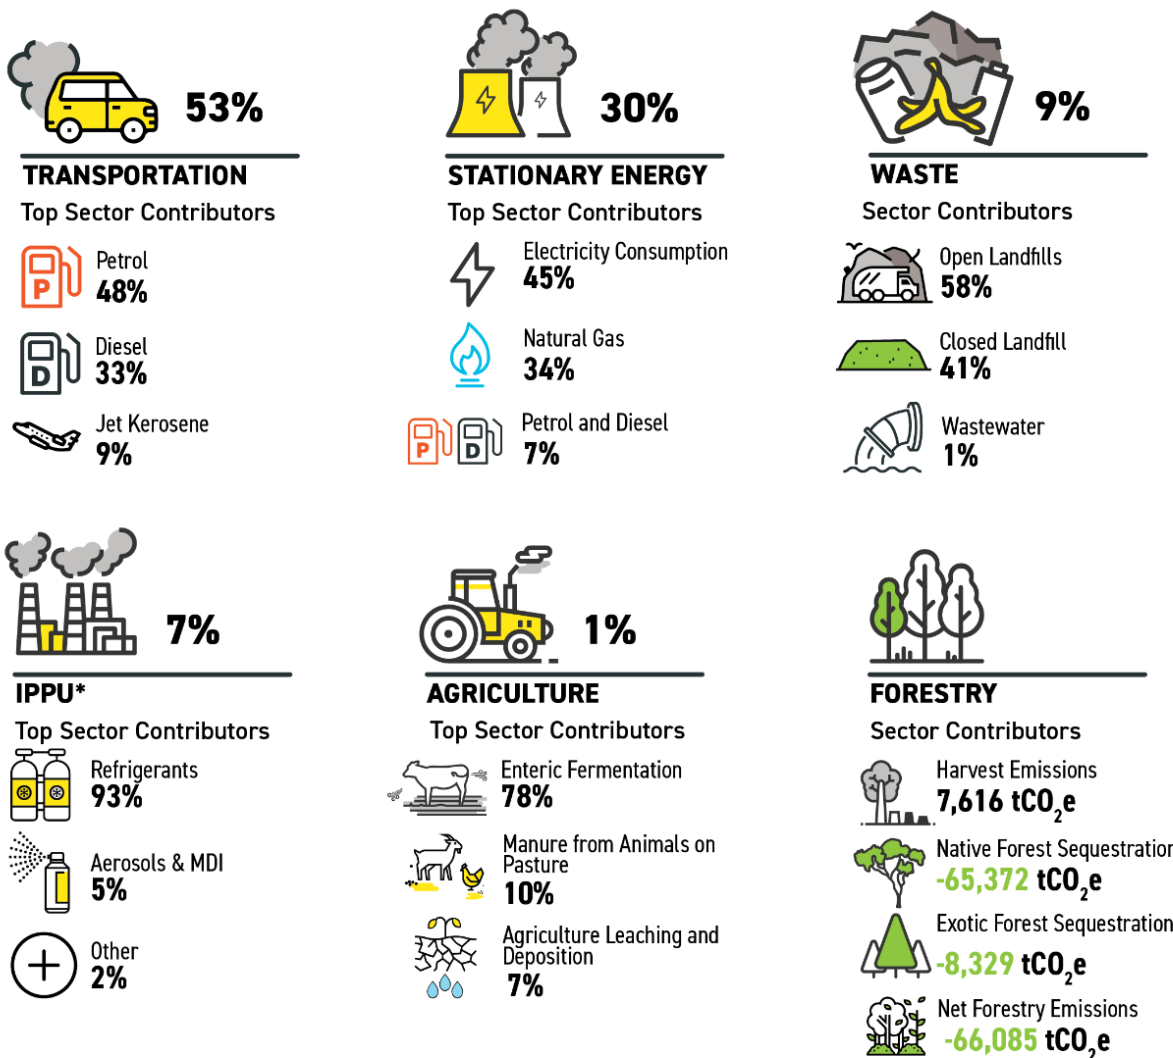 53%
TRANSPORTATION
Top Sector Contributors
P
Petrol
48%
D
Diesel
33%
Jet Kerosene
9%
30%
STATIONARY ENERGY
Top Sector Contributors
Electricity Consumption
45%
Natural Gas
34%
P D
Petrol and Diesel
7%
9%
WASTE
Sector Contributors
Open Landfills
58%
Closed Landfill
41%
Wastewater
1%
7%
IPPU*
Top Sector Contributors
Refrigerants
93%
Aerosols & MDI
5%
Other
2%
1%
AGRICULTURE
Top Sector Contributors
Enteric Fermentation
78%
Manure from Animals on
Pasture
10%
Agriculture Leaching and
Deposition
7%
FORESTRY
Sector Contributors
Harvest Emissions
7,616 tCO₂e
Native Forest Sequestration
-65,372 tCO₂e
Exotic Forest Sequestration
-8,329 tCO₂e
Net Forestry Emissions
-66,085 tCO₂e